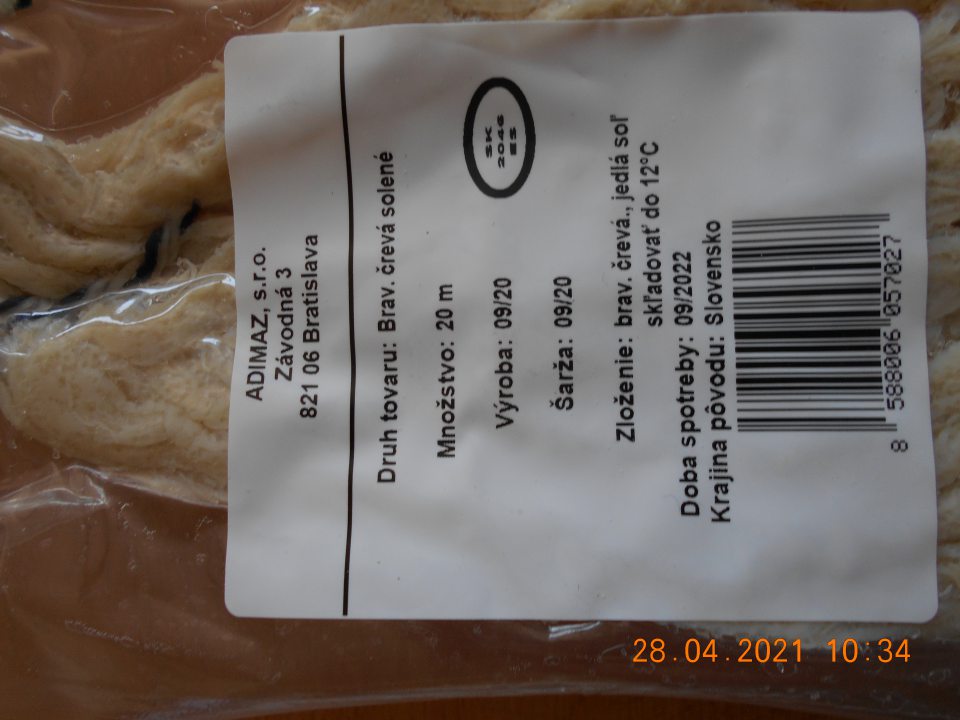 ADIMAZ, s.r.o.
Závodná 3
821 06 Bratislava
Druh tovaru: Brav. črevá solené
Množstvo: 20 m
SK
2046
ES
Výroba: 09/20
Šarža: 09/20
Zloženie: brav. črevá., jedlá soľ
skľadovať do 12°C
Doba spotreby: 09/2022
Krajina pôvodu: Slovensko
8 588006 057027
28.04.2021 10:34